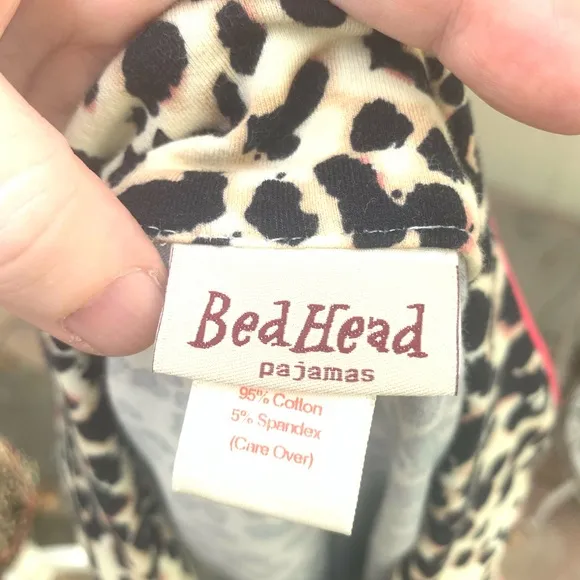 BedHead
pajamas
95% Cotton
5% Spandex
(Care Over)